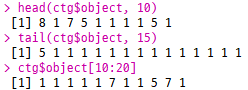 > head(ctg$object, 10)
[1] 8 1 7 5 1 1 1 1 5 1
> tail(ctg$object, 15)
[1] 5 1 1 1 1 1 1 1 1 1 1 1 1 1 1
> ctg$object[10:20]
[1] 1 1 1 1 1 7 1 1 5 7 1